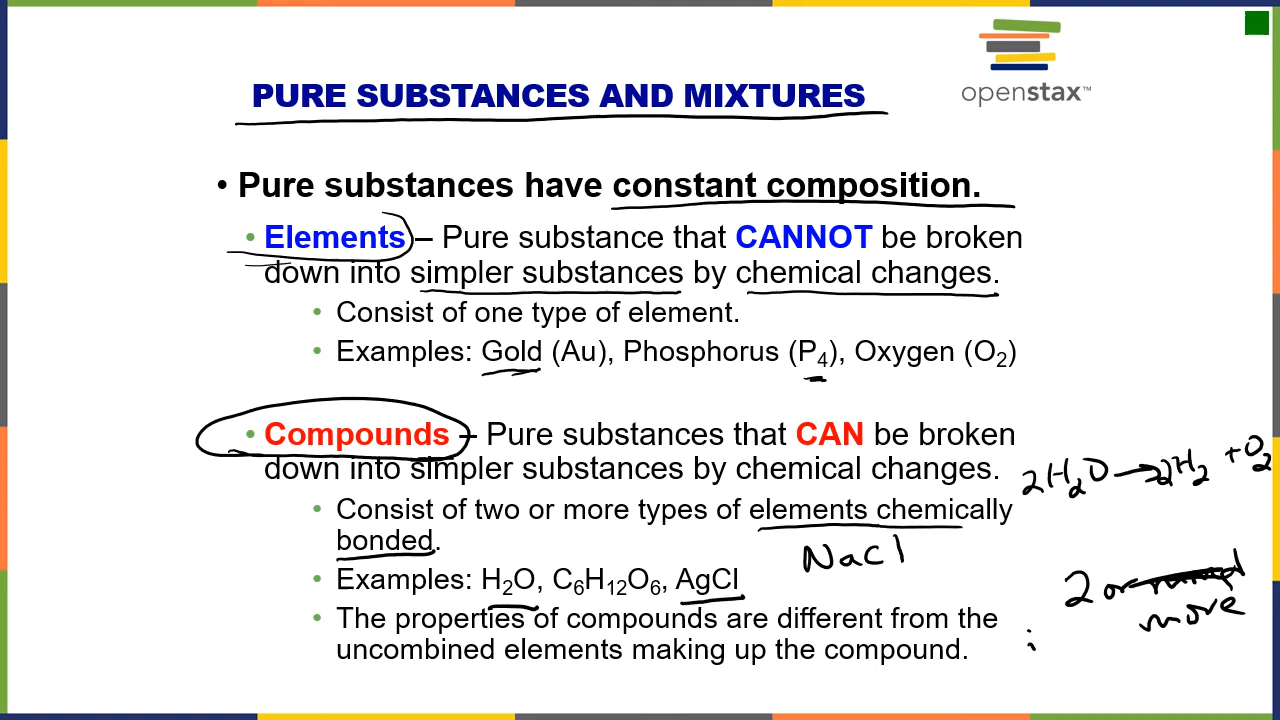 openstax™
PURE SUBSTANCES AND MIXTURES
• Pure substances have constant composition.
• Elements – Pure substance that CANNOT be broken
down into simpler substances by chemical changes.
• Consist of one type of element.
• Examples: Gold (Au), Phosphorus (P₄), Oxygen (O₂)
• Compounds – Pure substances that CAN be broken
down into simpler substances by chemical changes.
2H₂O → 2H₂ + O₂
• Consist of two or more types of elements chemically
bonded.
NaCl
• Examples: H₂O, C₆H₁₂O₆, AgCl
2 or
more
• The properties of compounds are different from the
uncombined elements making up the compound.